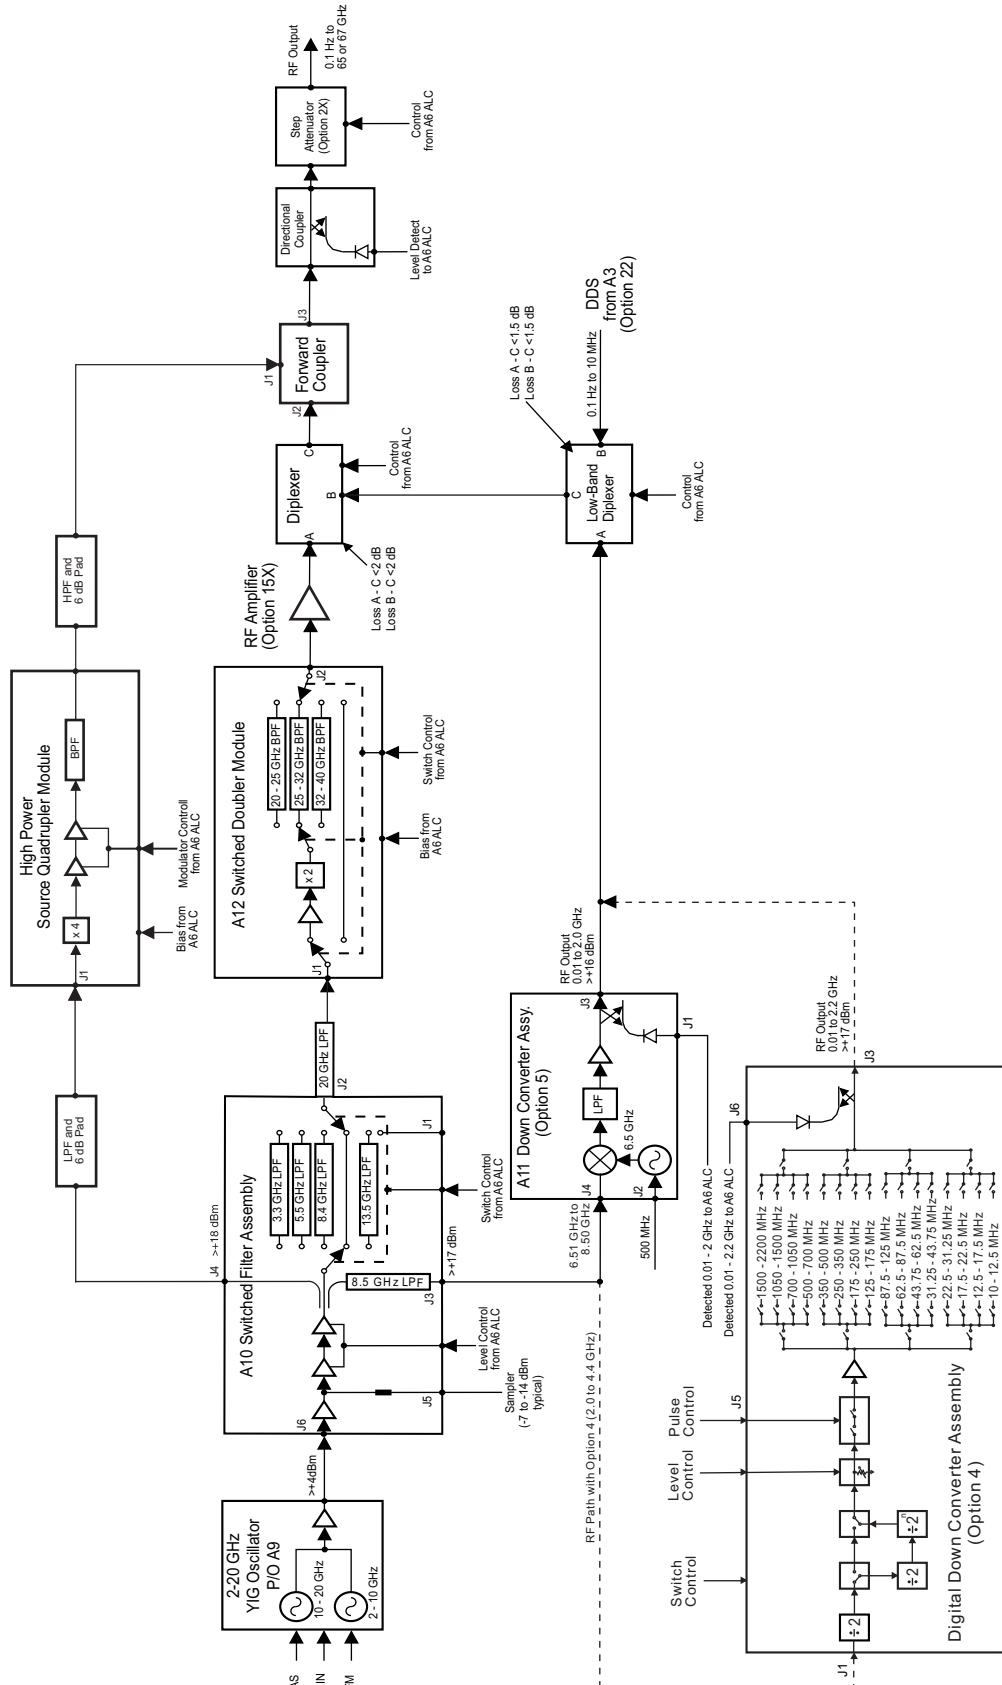 RF Output
0.1 Hz to
65 or 67 GHz
Step
Attenuator
(Option 2X)
Control
from A6 ALC
Directional
Coupler
Level Detect
to A6 ALC
J3
Forward
Coupler
J1
J2
Diplexer
A
B
C
Control
from A6 ALC
Loss A - C <2 dB
Loss B - C <2 dB
Loss A - C <1.5 dB
Loss B - C <1.5 dB
DDS
from A3
(Option 22)
0.1 Hz to 10 MHz
Low-Band
Diplexer
A
B
C
Control
from A6 ALC
HPF and
6 dB Pad
High Power
Source Quadrupler Module
BPF
x 4
J1
Modulator Controll
from A6 ALC
Bias from
A6 ALC
LPF and
6 dB Pad
RF Amplifier
(Option 15X)
A12 Switched Doubler Module
J2
20 - 25 GHz BPF
25 - 32 GHz BPF
32 - 40 GHz BPF
x 2
J1
Switch Control
from A6 ALC
Bias from
A6 ALC
20 GHz LPF
J2
A10 Switched Filter Assembly
J4
>+18 dBm
3.3 GHz LPF
5.5 GHz LPF
8.4 GHz LPF
13.5 GHz LPF
J1
Switch Control
from A6 ALC
8.5 GHz LPF
J3
>+17 dBm
Level Control
from A6 ALC
J5
Sampler
(-7 to -14 dBm
typical)
J6
>+4dBm
2-20 GHz
YIG Oscillator
P/O A9
10 - 20 GHz
2 - 10 GHz
AS
IN
FM
A11 Down Converter Assy.
(Option 5)
RF Output
0.01 to 2.0 GHz
>+16 dBm
J3
J1
LPF
6.5 GHz
J4
J2
6.51 GHz to
8.50 GHz
500 MHz
RF Path with Option 4 (2.0 to 4.4 GHz)
Detected 0.01 - 2 GHz to A6 ALC
Detected 0.01 - 2.2 GHz to A6 ALC
RF Output
0.01 to 2.2 GHz
>+17 dBm
J3
J6
1500 - 2200 MHz
1050 - 1500 MHz
700 - 1050 MHz
500 - 700 MHz
350 - 500 MHz
250 - 350 MHz
175 - 250 MHz
125 - 175 MHz
87.5 - 125 MHz
62.5 - 87.5 MHz
43.75 - 62.5 MHz
31.25 - 43.75 MHz
22.5 - 31.25 MHz
17.5 - 22.5 MHz
12.5 - 17.5 MHz
10 - 12.5 MHz
J5
Pulse
Control
Level
Control
Switch
Control
÷2
÷2
÷2 n
J1
Digital Down Converter Assembly
(Option 4)